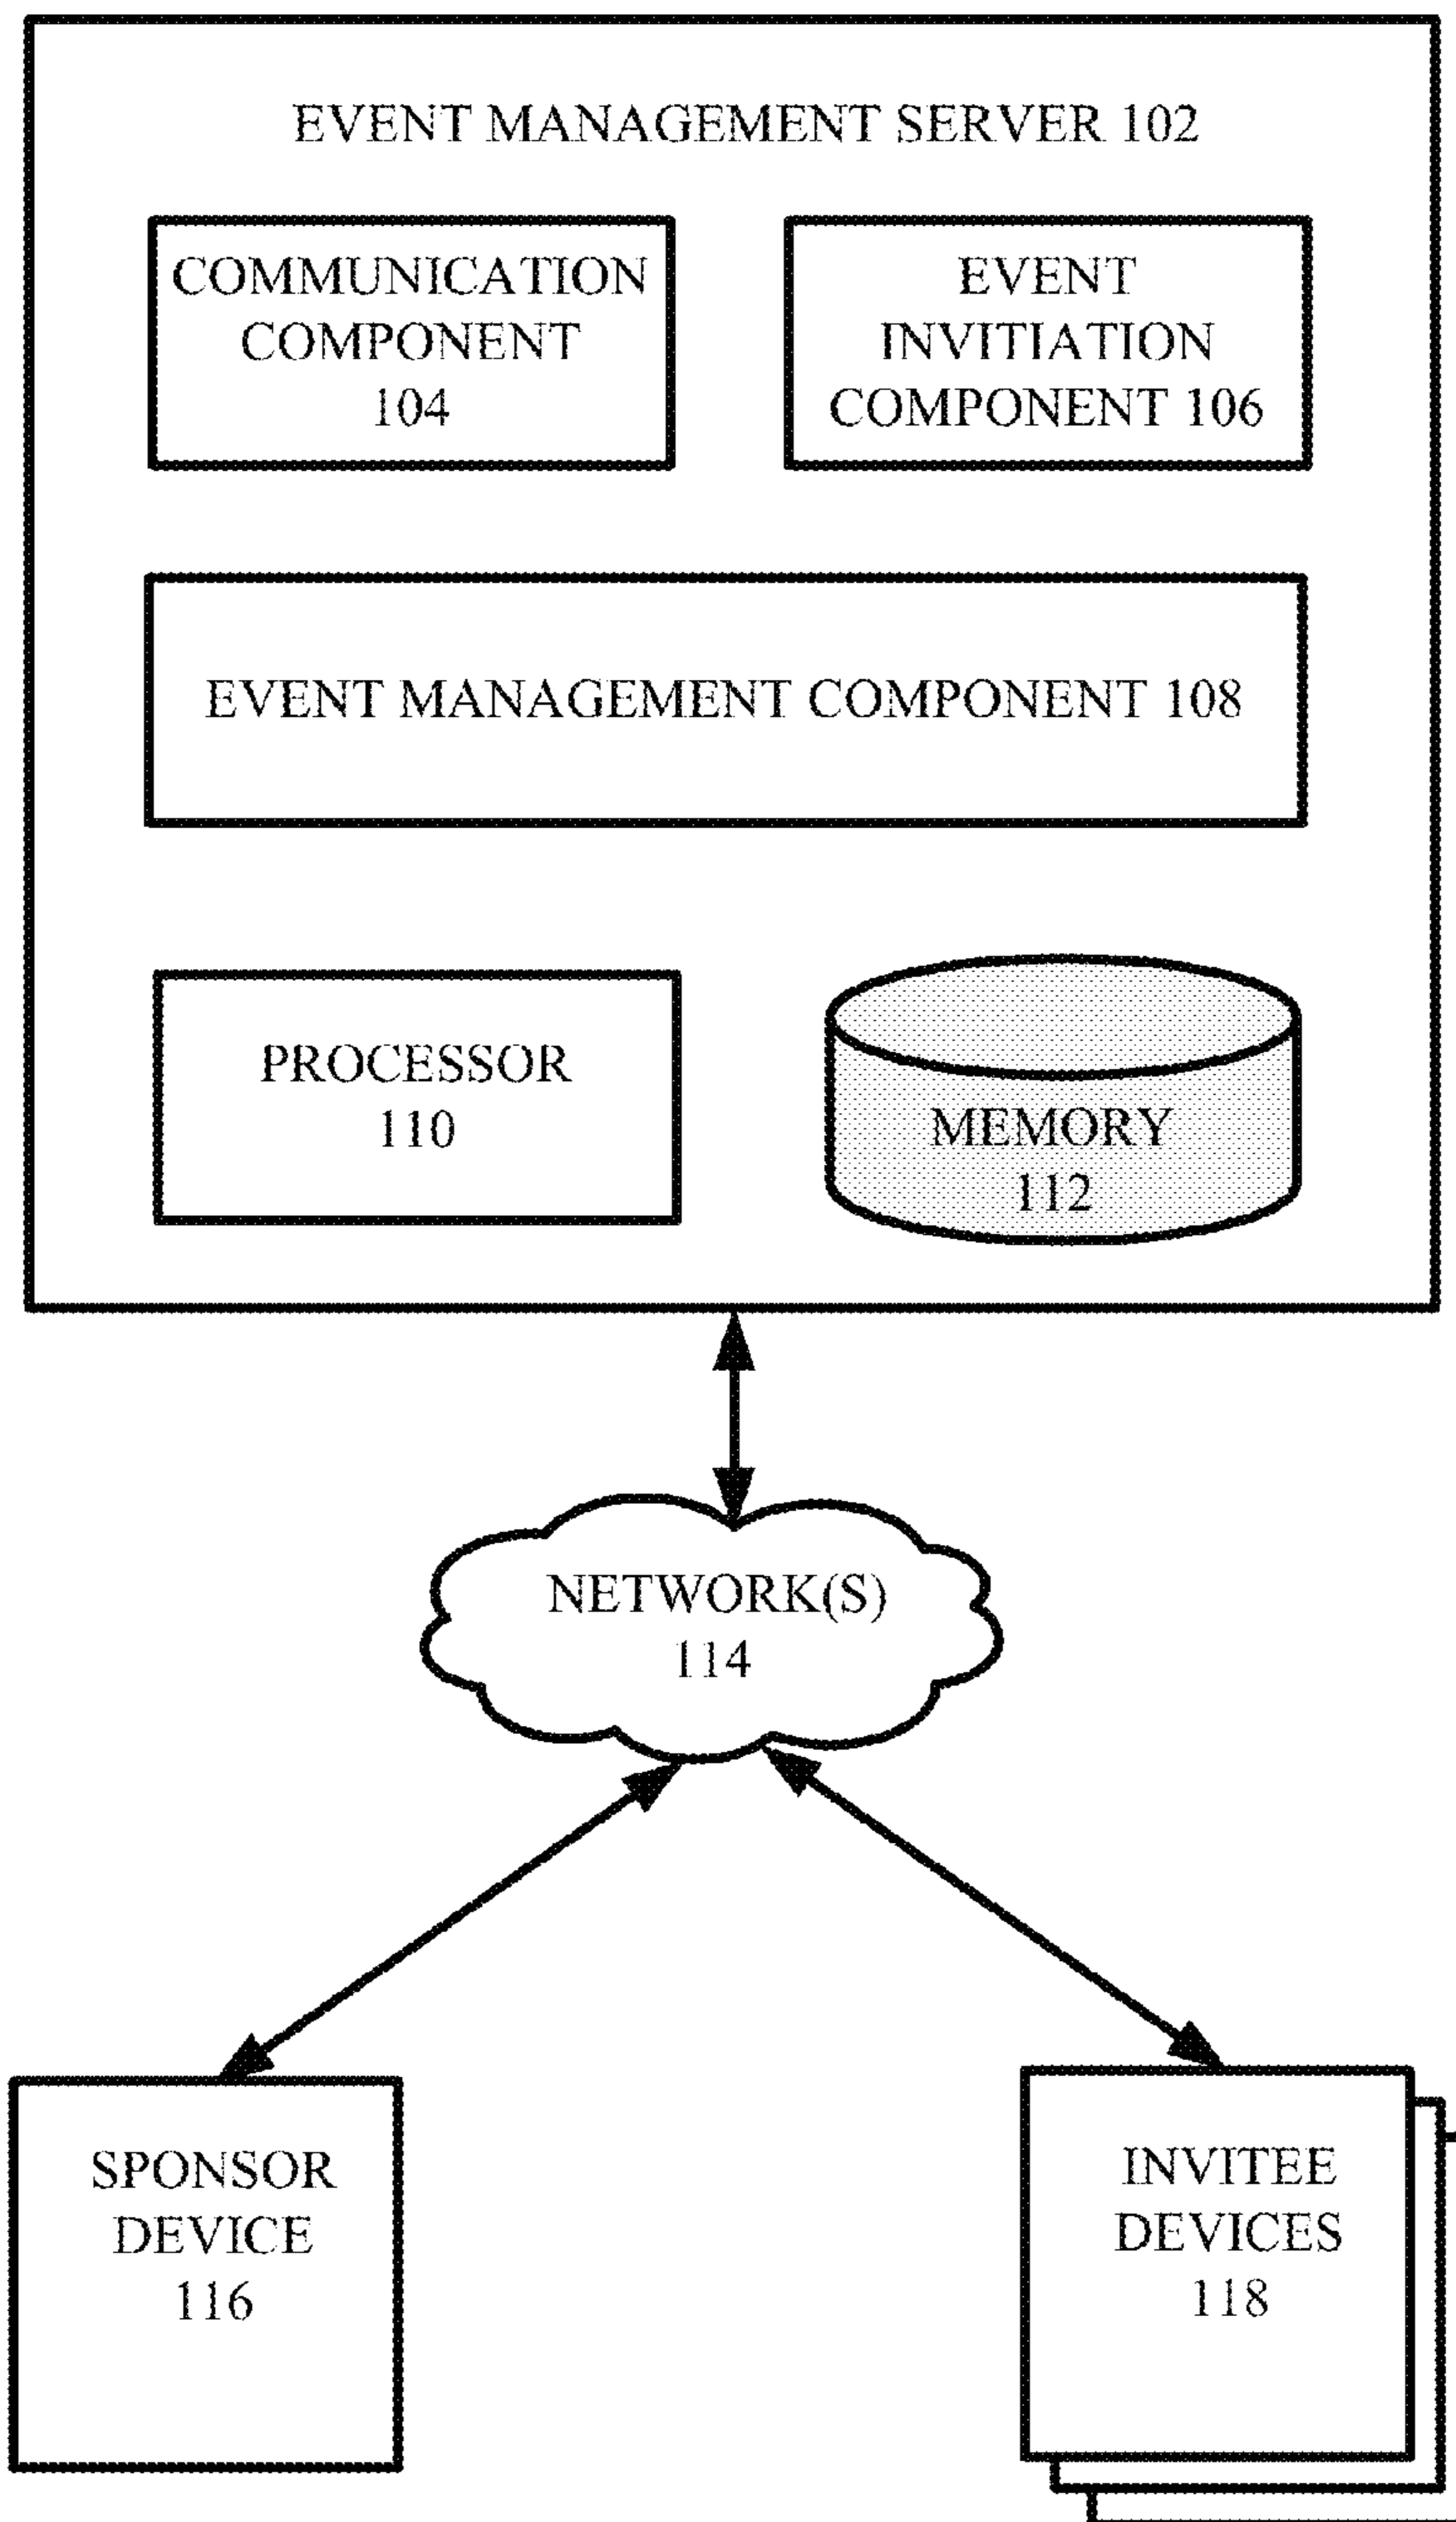 EVENT MANAGEMENT SERVER 102
COMMUNICATION
COMPONENT
104
EVENT
INVITIATION
COMPONENT 106
EVENT MANAGEMENT COMPONENT 108
PROCESSOR
110
MEMORY
112
NETWORK(S)
114
SPONSOR
DEVICE
116
INVITEE
DEVICES
118